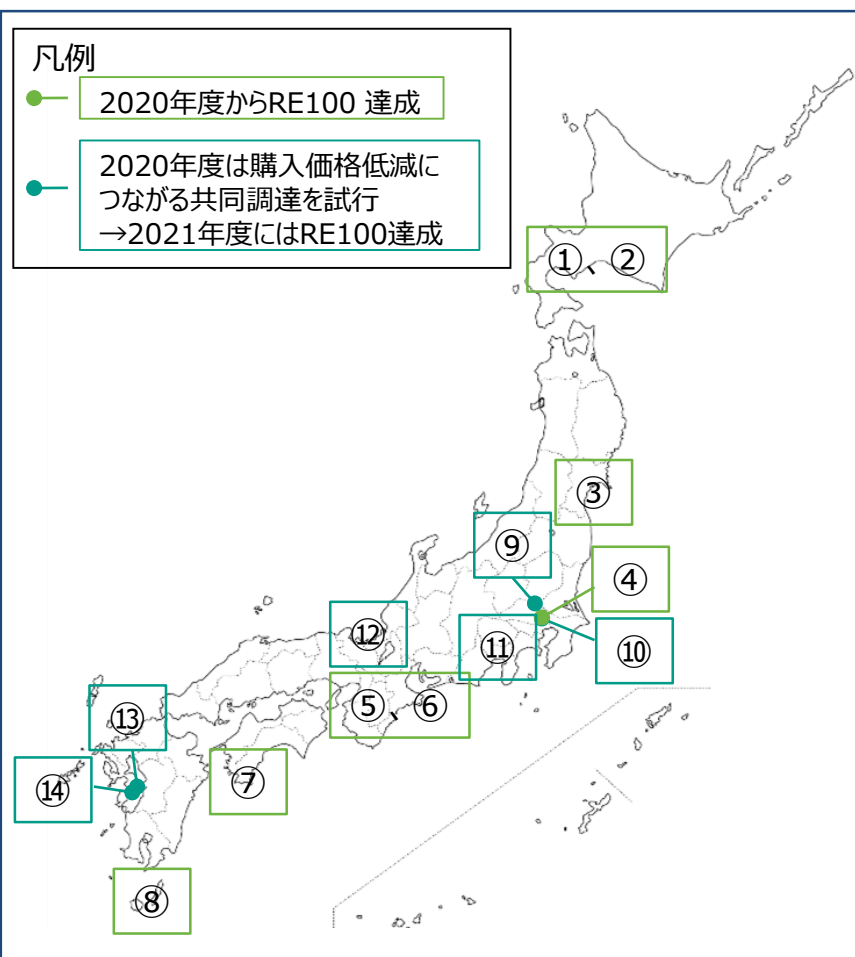 凡例
2020年度からRE100 達成
2020年度は購入価格低減に
つながる共同調達を試行
→2021年度にはRE100達成
①、②
③
⑨
④
⑫
⑪
⑩
⑤、⑥
⑬
⑦
⑭
⑧